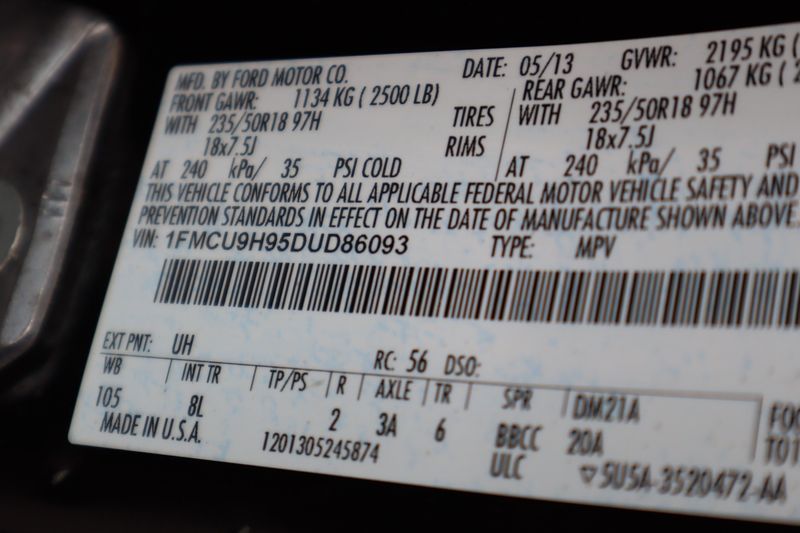 MFD. BY FORD MOTOR CO. DATE: 05/13 GVWR: 2195 KG (
FRONT GAWR: 1134 KG ( 2500 LB) REAR GAWR: 1067 KG ( 2
WITH 235/50R18 97H TIRES WITH 235/50R18 97H
18x7.5J RIMS 18x7.5J
AT 240 kPa/ 35 PSI COLD AT 240 kPa/ 35 PSI
THIS VEHICLE CONFORMS TO ALL APPLICABLE FEDERAL MOTOR VEHICLE SAFETY AND
PREVENTION STANDARDS IN EFFECT ON THE DATE OF MANUFACTURE SHOWN ABOVE.
VIN: 1FMCU9H95DUD86093 TYPE: MPV
EXT PNT: UH RC: 56 DSO:
WB INT TR TP/PS R AXLE TR SPR DM21A FOC
105 8L 2 3A 6 BBCC 20A T01
MADE IN U.S.A. 1201305245874 ULC ▽5U5A-3520472-AA